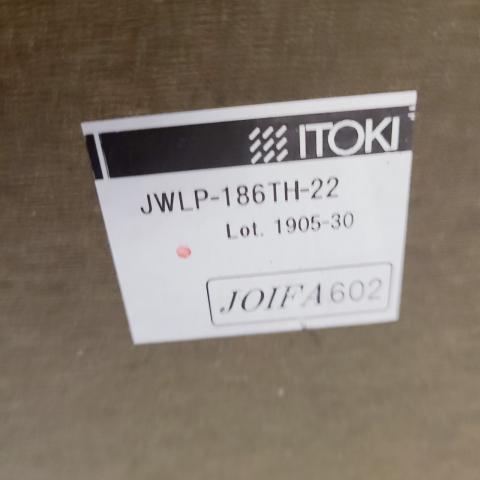 ITOKI
JWLP-186TH-22
Lot. 1905-30
JOIFA602